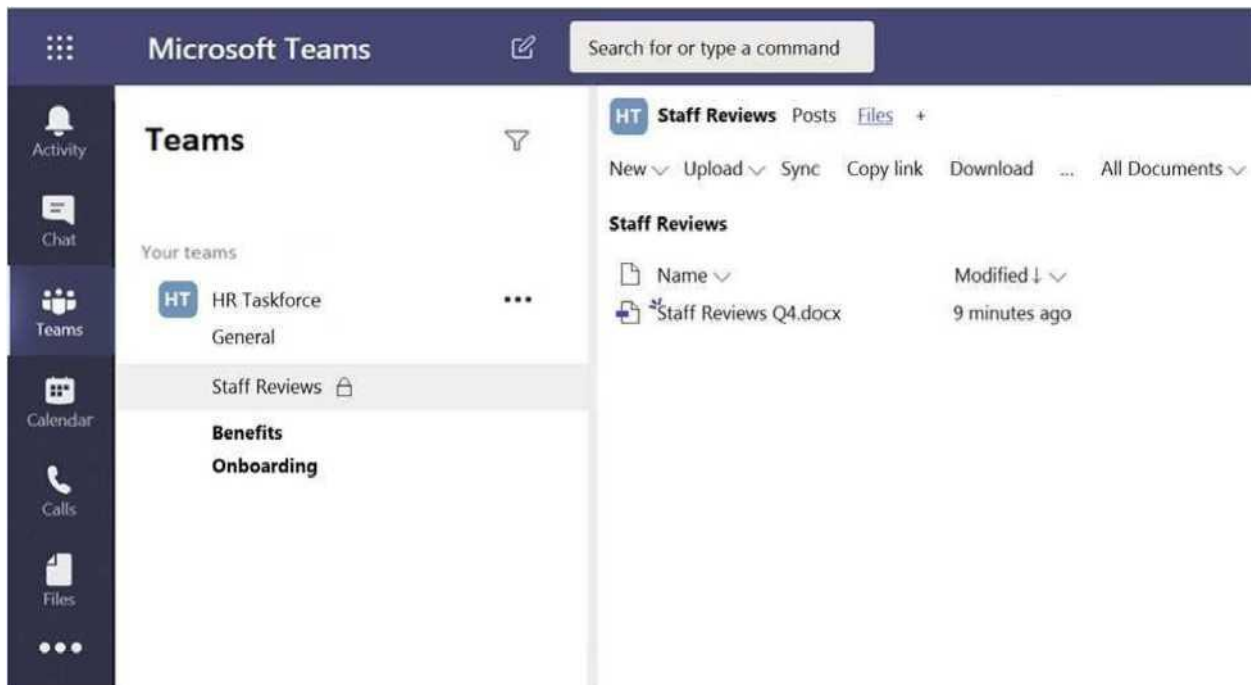 Microsoft Teams
Search for or type a command
Activity
Chat
Teams
Calendar
Calls
Files
Teams
Your teams
HT HR Taskforce
General
Staff Reviews
Benefits
Onboarding
HT Staff Reviews Posts Files +
New Upload Sync Copy link Download ... All Documents
Staff Reviews
Name Modified↓
Staff Reviews Q4.docx 9 minutes ago